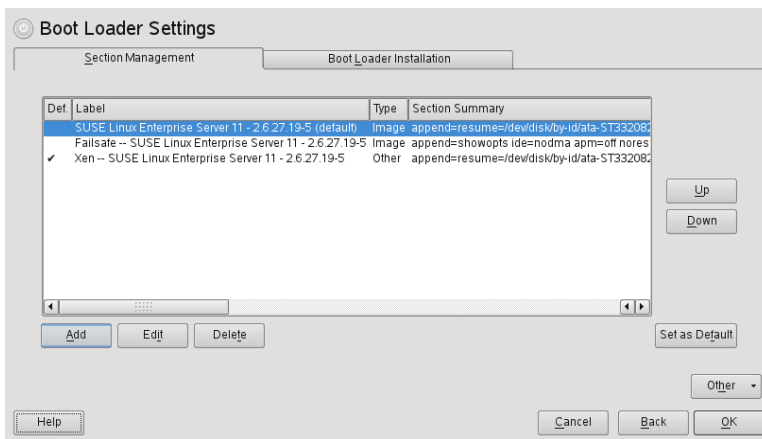 Boot Loader Settings
Section Management Boot Loader Installation
Def. Label Type Section Summary
SUSE Linux Enterprise Server 11 - 2.6.27.19-5 (default) Image append=resume=/dev/disk/by-id/ata-ST332082
Failsafe -- SUSE Linux Enterprise Server 11 - 2.6.27.19-5 Image append=showopts ide=nodma apm=off nores
✔ Xen -- SUSE Linux Enterprise Server 11 - 2.6.27.19-5 Other append=resume=/dev/disk/by-id/ata-ST332082
Up
Down
Add Edit Delete Set as Default
Other
Help Cancel Back OK